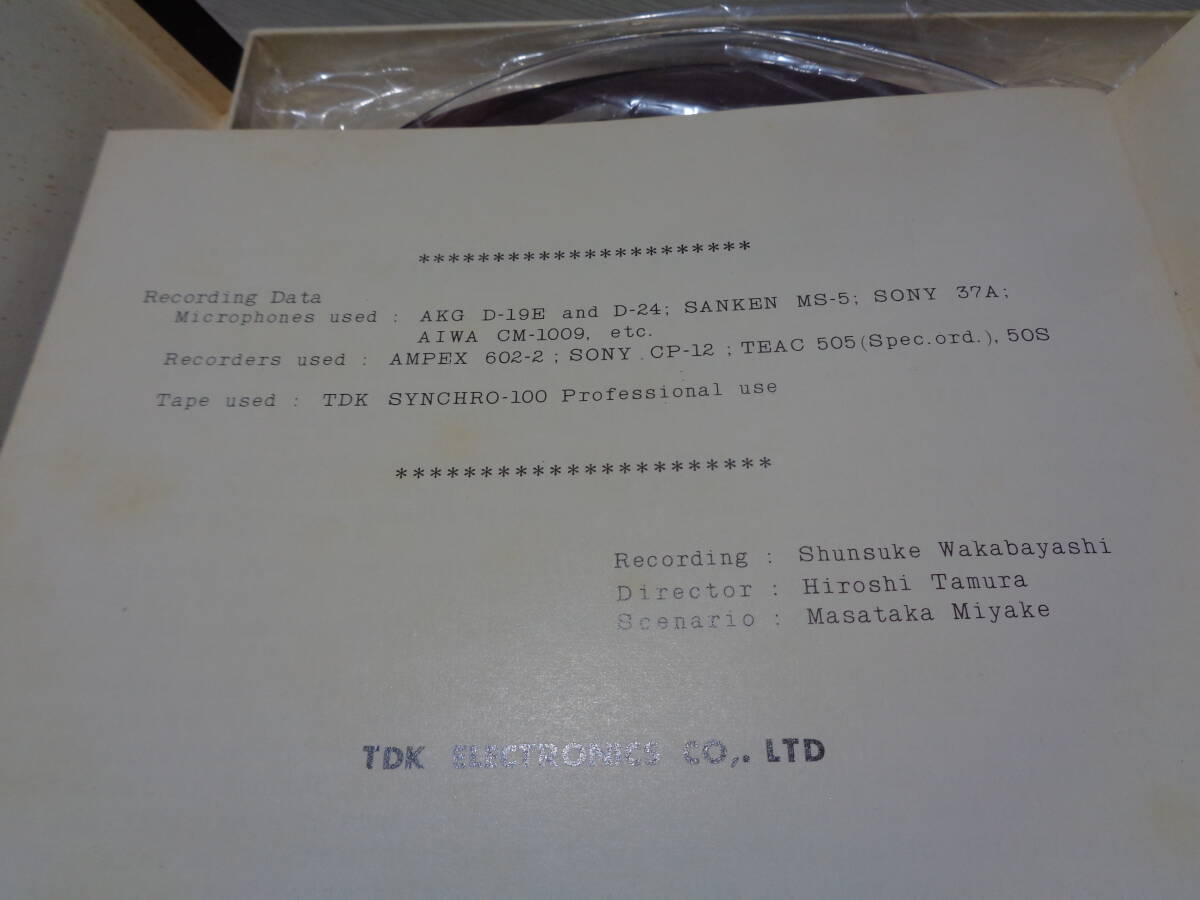 **********************
Recording Data
Microphones used : AKG D-19E and D-24; SANKEN MS-5; SONY 37A;
AIWA CM-1009, etc.
Recorders used : AMPEX 602-2 ; SONY CP-12 ; TEAC 505(Spec.ord.), 50S
Tape used : TDK SYNCHRO-100 Professional use
**********************
Recording : Shunsuke Wakabayashi
Director : Hiroshi Tamura
Scenario : Masataka Miyake
TDK ELECTRONICS CO,. LTD